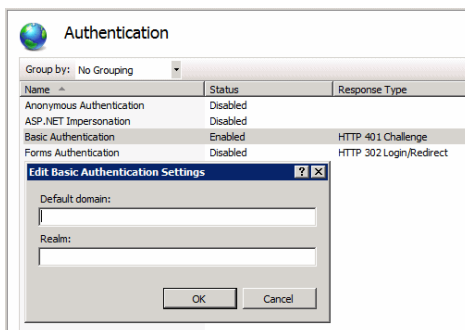 Authentication
Group by: No Grouping
Name Status Response Type
Anonymous Authentication Disabled
ASP.NET Impersonation Disabled
Basic Authentication Enabled HTTP 401 Challenge
Forms Authentication Disabled HTTP 302 Login/Redirect
Edit Basic Authentication Settings
Default domain:
Realm:
OK Cancel